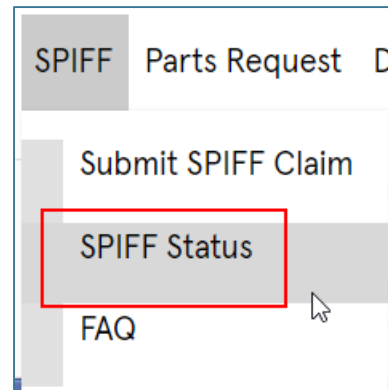 SPIFF Parts Request D
Submit SPIFF Claim
SPIFF Status
FAQ